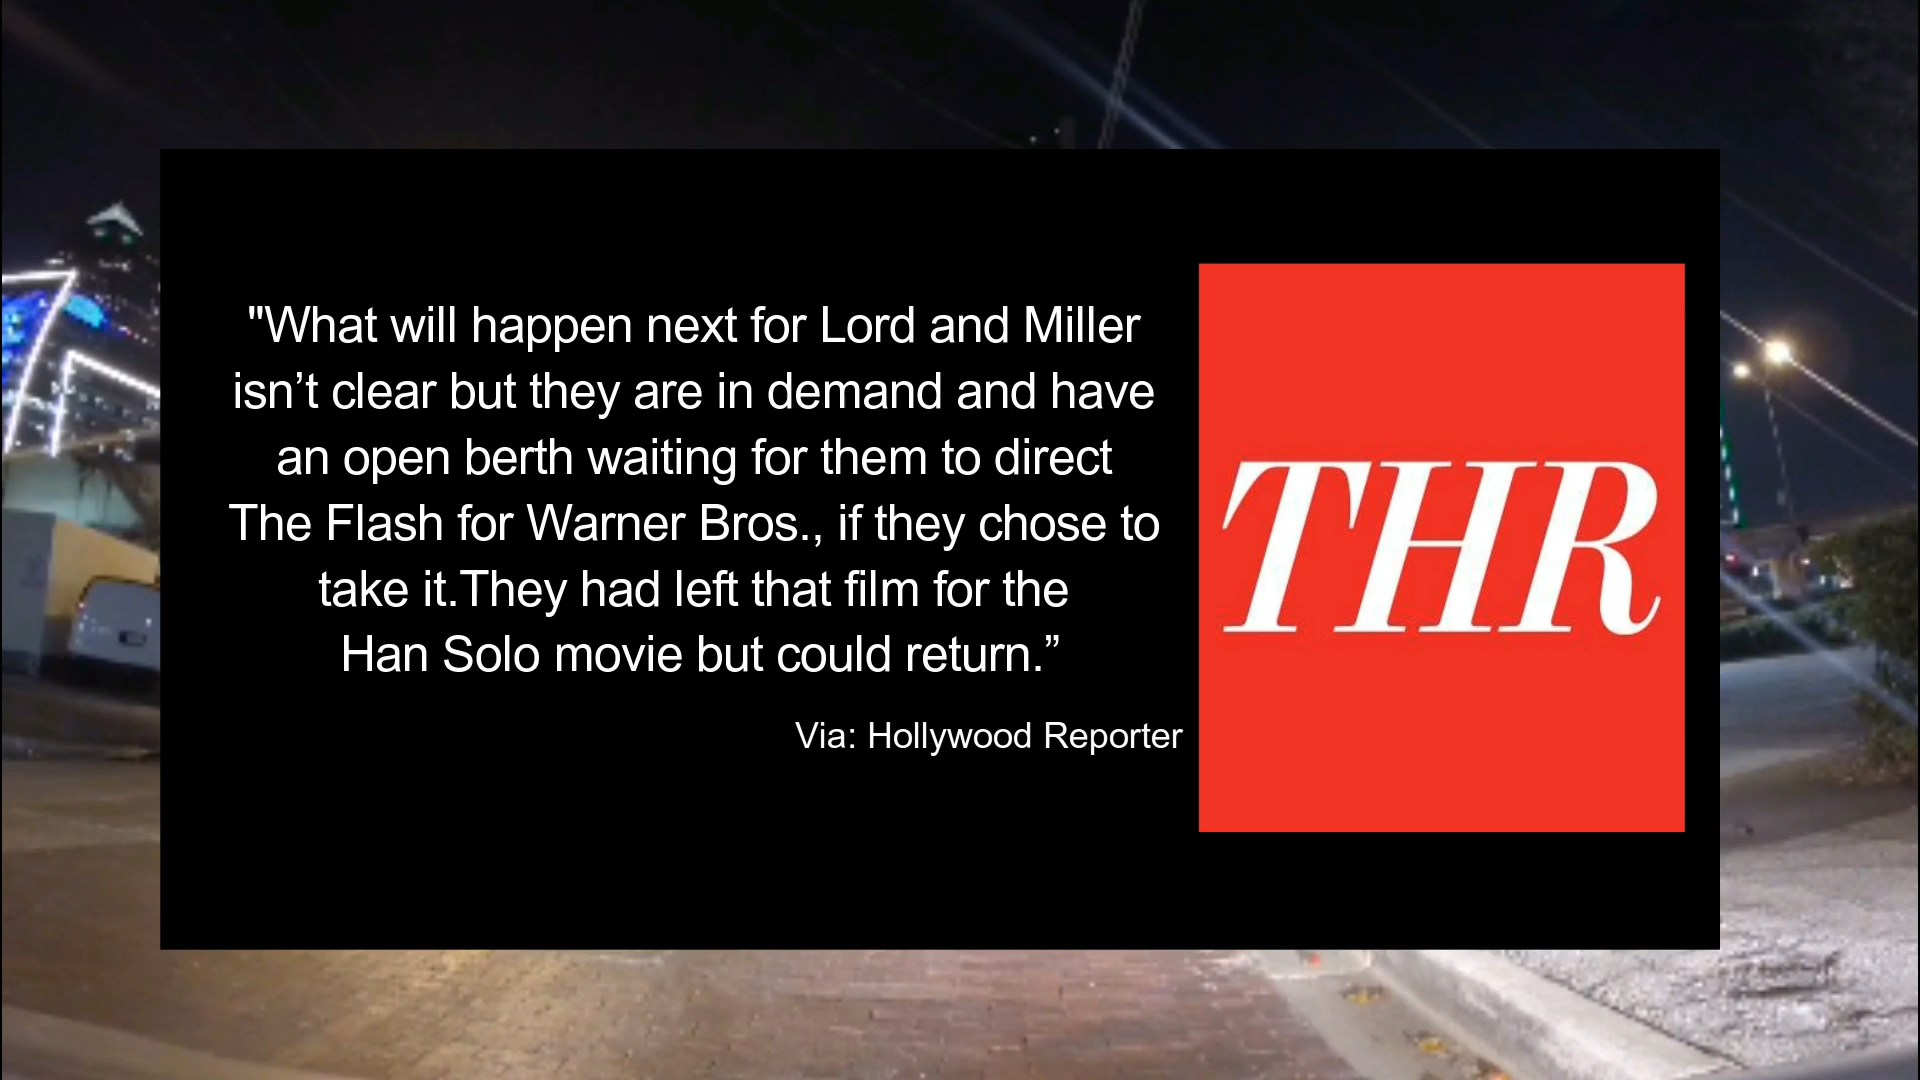 "What will happen next for Lord and Miller
isn’t clear but they are in demand and have
an open berth waiting for them to direct
The Flash for Warner Bros., if they chose to
take it.They had left that film for the
Han Solo movie but could return.”
Via: Hollywood Reporter
THR